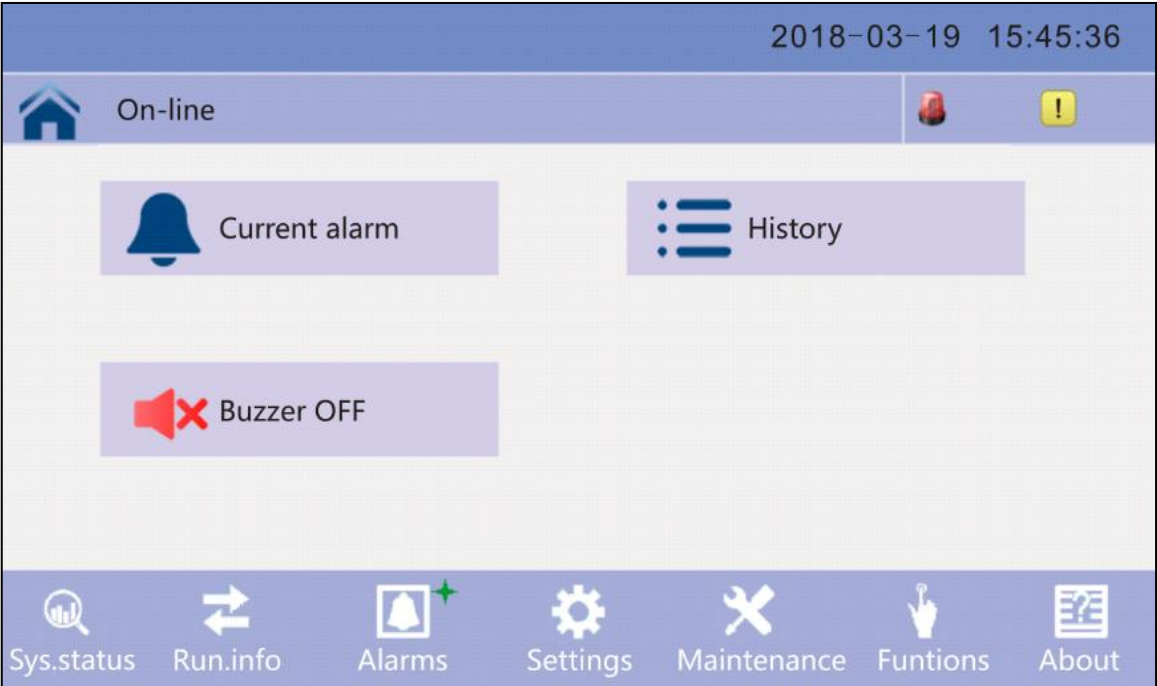 2018-03-19 15:45:36
On-line
!
Current alarm
History
Buzzer OFF
Sys.status Run.info Alarms Settings Maintenance Funtions About